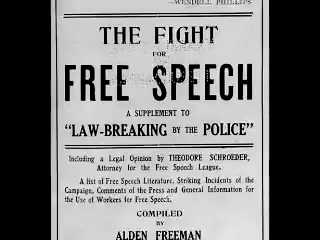 —WENDELL PHILLIPS
THE FIGHT
FOR
FREE SPEECH
A SUPPLEMENT TO
"LAW-BREAKING BY THE POLICE"
Including a Legal Opinion by THEODORE SCHROEDER,
Attorney for the Free Speech League.
A list of Free Speech Literature. Striking Incidents of the
Campaign, Comments of the Press and General Information for
the Use of Workers for Free Speech.
COMPILED
BY
ALDEN FREEMAN